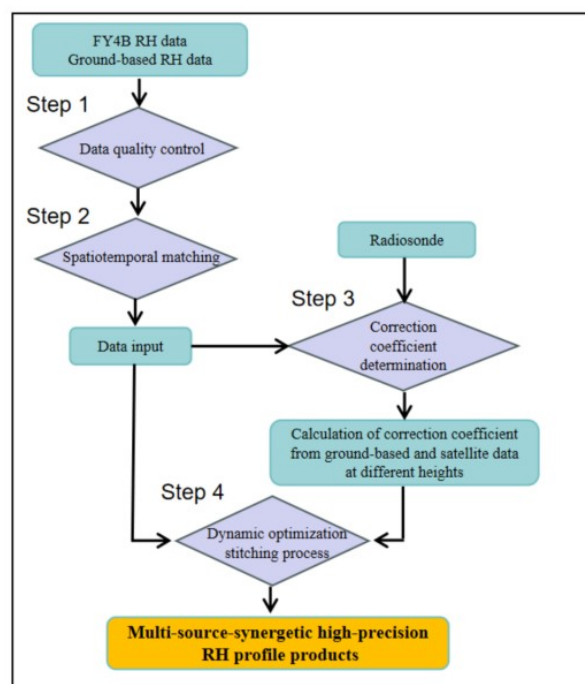 FY4B RH data
Ground-based RH data
Step 1
Data quality control
Step 2
Spatiotemporal matching
Radiosonde
Step 3
Data input
Correction
coefficient
determination
Calculation of correction coefficient
from ground-based and satellite data
at different heights
Step 4
Dynamic optimization
stitching process
Multi-source-synergetic high-precision
RH profile products